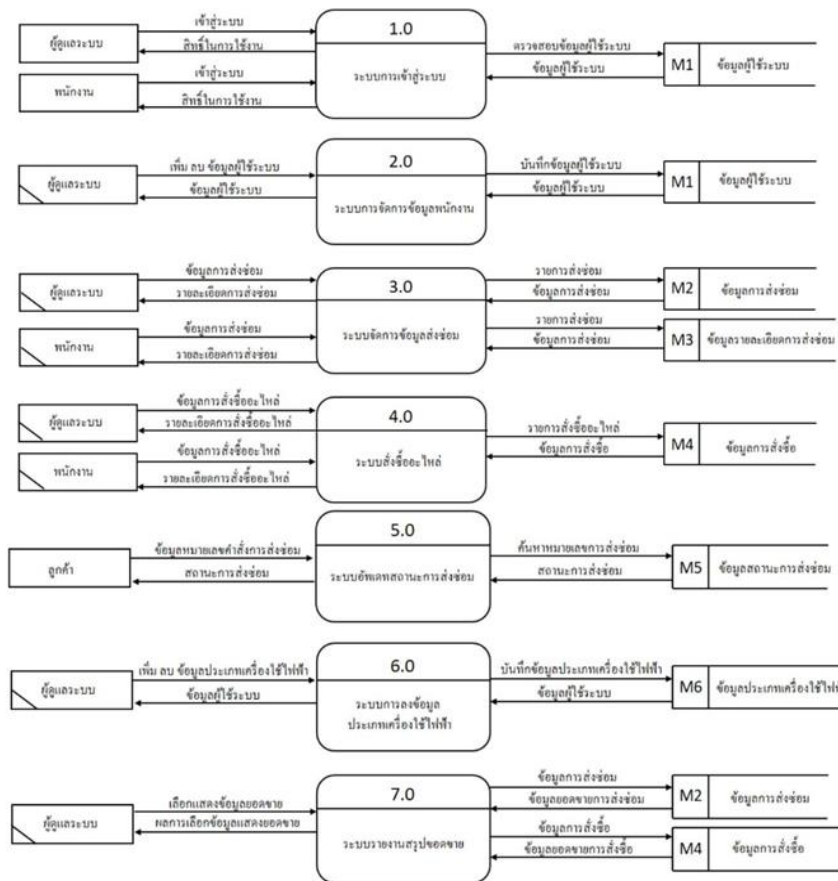 เข้าสู่ระบบ
ผู้ดูแลระบบ
สิทธิ์ในการใช้งาน
เข้าสู่ระบบ
พนักงาน
สิทธิ์ในการใช้งาน
1.0
ระบบการเข้าสู่ระบบ
ตรวจสอบข้อมูลผู้ใช้ระบบ
ข้อมูลผู้ใช้ระบบ
M1
ข้อมูลผู้ใช้ระบบ
ผู้ดูแลระบบ
เพิ่ม ลบ ข้อมูลผู้ใช้ระบบ
ข้อมูลผู้ใช้ระบบ
2.0
ระบบการจัดการข้อมูลพนักงาน
บันทึกข้อมูลผู้ใช้ระบบ
ข้อมูลผู้ใช้ระบบ
M1
ข้อมูลผู้ใช้ระบบ
ผู้ดูแลระบบ
ข้อมูลการส่งซ่อม
รายละเอียดการส่งซ่อม
พนักงาน
ข้อมูลการส่งซ่อม
รายละเอียดการส่งซ่อม
3.0
ระบบจัดการข้อมูลส่งซ่อม
รายการส่งซ่อม
ข้อมูลการส่งซ่อม
M2
ข้อมูลการส่งซ่อม
รายการส่งซ่อม
ข้อมูลการส่งซ่อม
M3
ข้อมูลรายละเอียดการส่งซ่อม
ผู้ดูแลระบบ
ข้อมูลการสั่งซื้ออะไหล่
รายละเอียดการสั่งซื้ออะไหล่
พนักงาน
ข้อมูลการสั่งซื้ออะไหล่
รายละเอียดการสั่งซื้ออะไหล่
4.0
ระบบสั่งซื้ออะไหล่
รายการสั่งซื้ออะไหล่
ข้อมูลการสั่งซื้อ
M4
ข้อมูลการสั่งซื้อ
ลูกค้า
ข้อมูลหมายเลขคำสั่งการส่งซ่อม
สถานะการส่งซ่อม
5.0
ระบบอัพเดทสถานะการส่งซ่อม
ค้นหาหมายเลขการส่งซ่อม
สถานะการส่งซ่อม
M5
ข้อมูลสถานะการส่งซ่อม
ผู้ดูแลระบบ
เพิ่ม ลบ ข้อมูลประเภทเครื่องใช้ไฟฟ้า
ข้อมูลผู้ใช้ระบบ
6.0
ระบบการลงข้อมูล
ประเภทเครื่องใช้ไฟฟ้า
บันทึกข้อมูลประเภทเครื่องใช้ไฟฟ้า
ข้อมูลผู้ใช้ระบบ
M6
ข้อมูลประเภทเครื่องใช้ไฟฟ้า
ผู้ดูแลระบบ
เลือกแสดงข้อมูลยอดขาย
ผลการเลือกข้อมูลแสดงยอดขาย
7.0
ระบบรายงานสรุปยอดขาย
ข้อมูลการส่งซ่อม
ข้อมูลยอดขายการส่งซ่อม
M2
ข้อมูลการส่งซ่อม
ข้อมูลการสั่งซื้อ
ข้อมูลยอดขายการสั่งซื้อ
M4
ข้อมูลการสั่งซื้อ